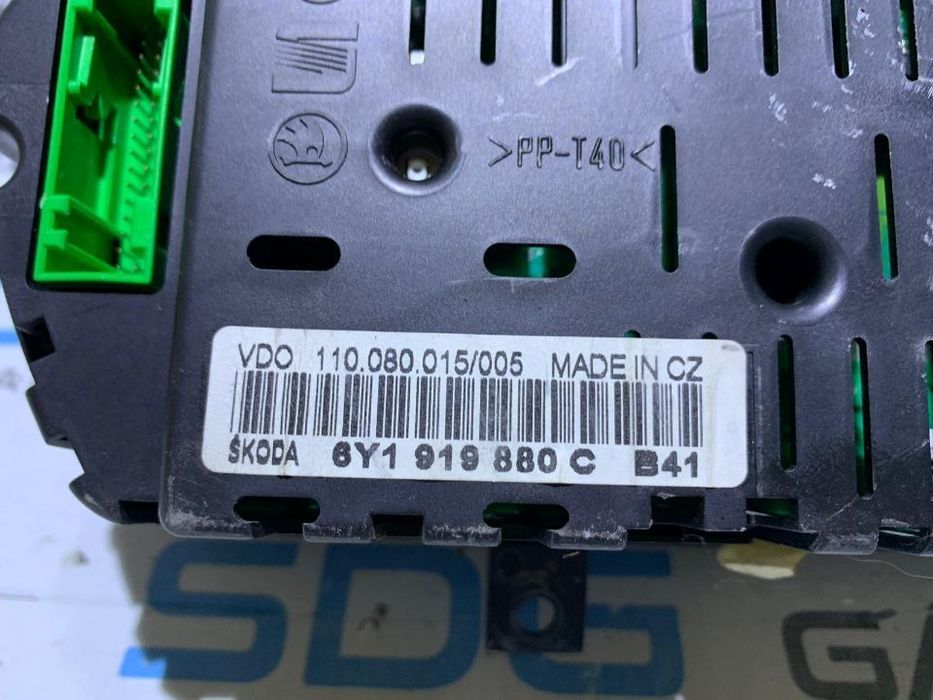 >PP-T40<
VDO 110.080.015/005 MADE IN CZ
ŠKODA 6Y1 919 880 C B41
SDG